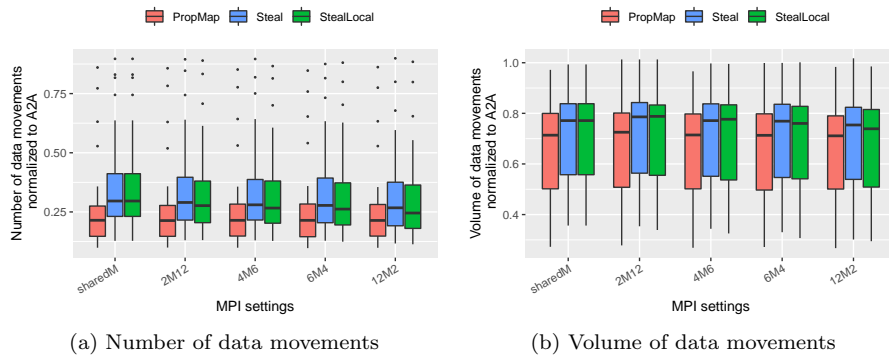 PropMap Steal StealLocal
Number of data movements
normalized to A2A
0.75
0.50
0.25
sharedM 2M12 4M6 6M4 12M2
MPI settings
(a) Number of data movements
PropMap Steal StealLocal
Volume of data movements
normalized to A2A
1.0
0.8
0.6
0.4
sharedM 2M12 4M6 6M4 12M2
MPI settings
(b) Volume of data movements